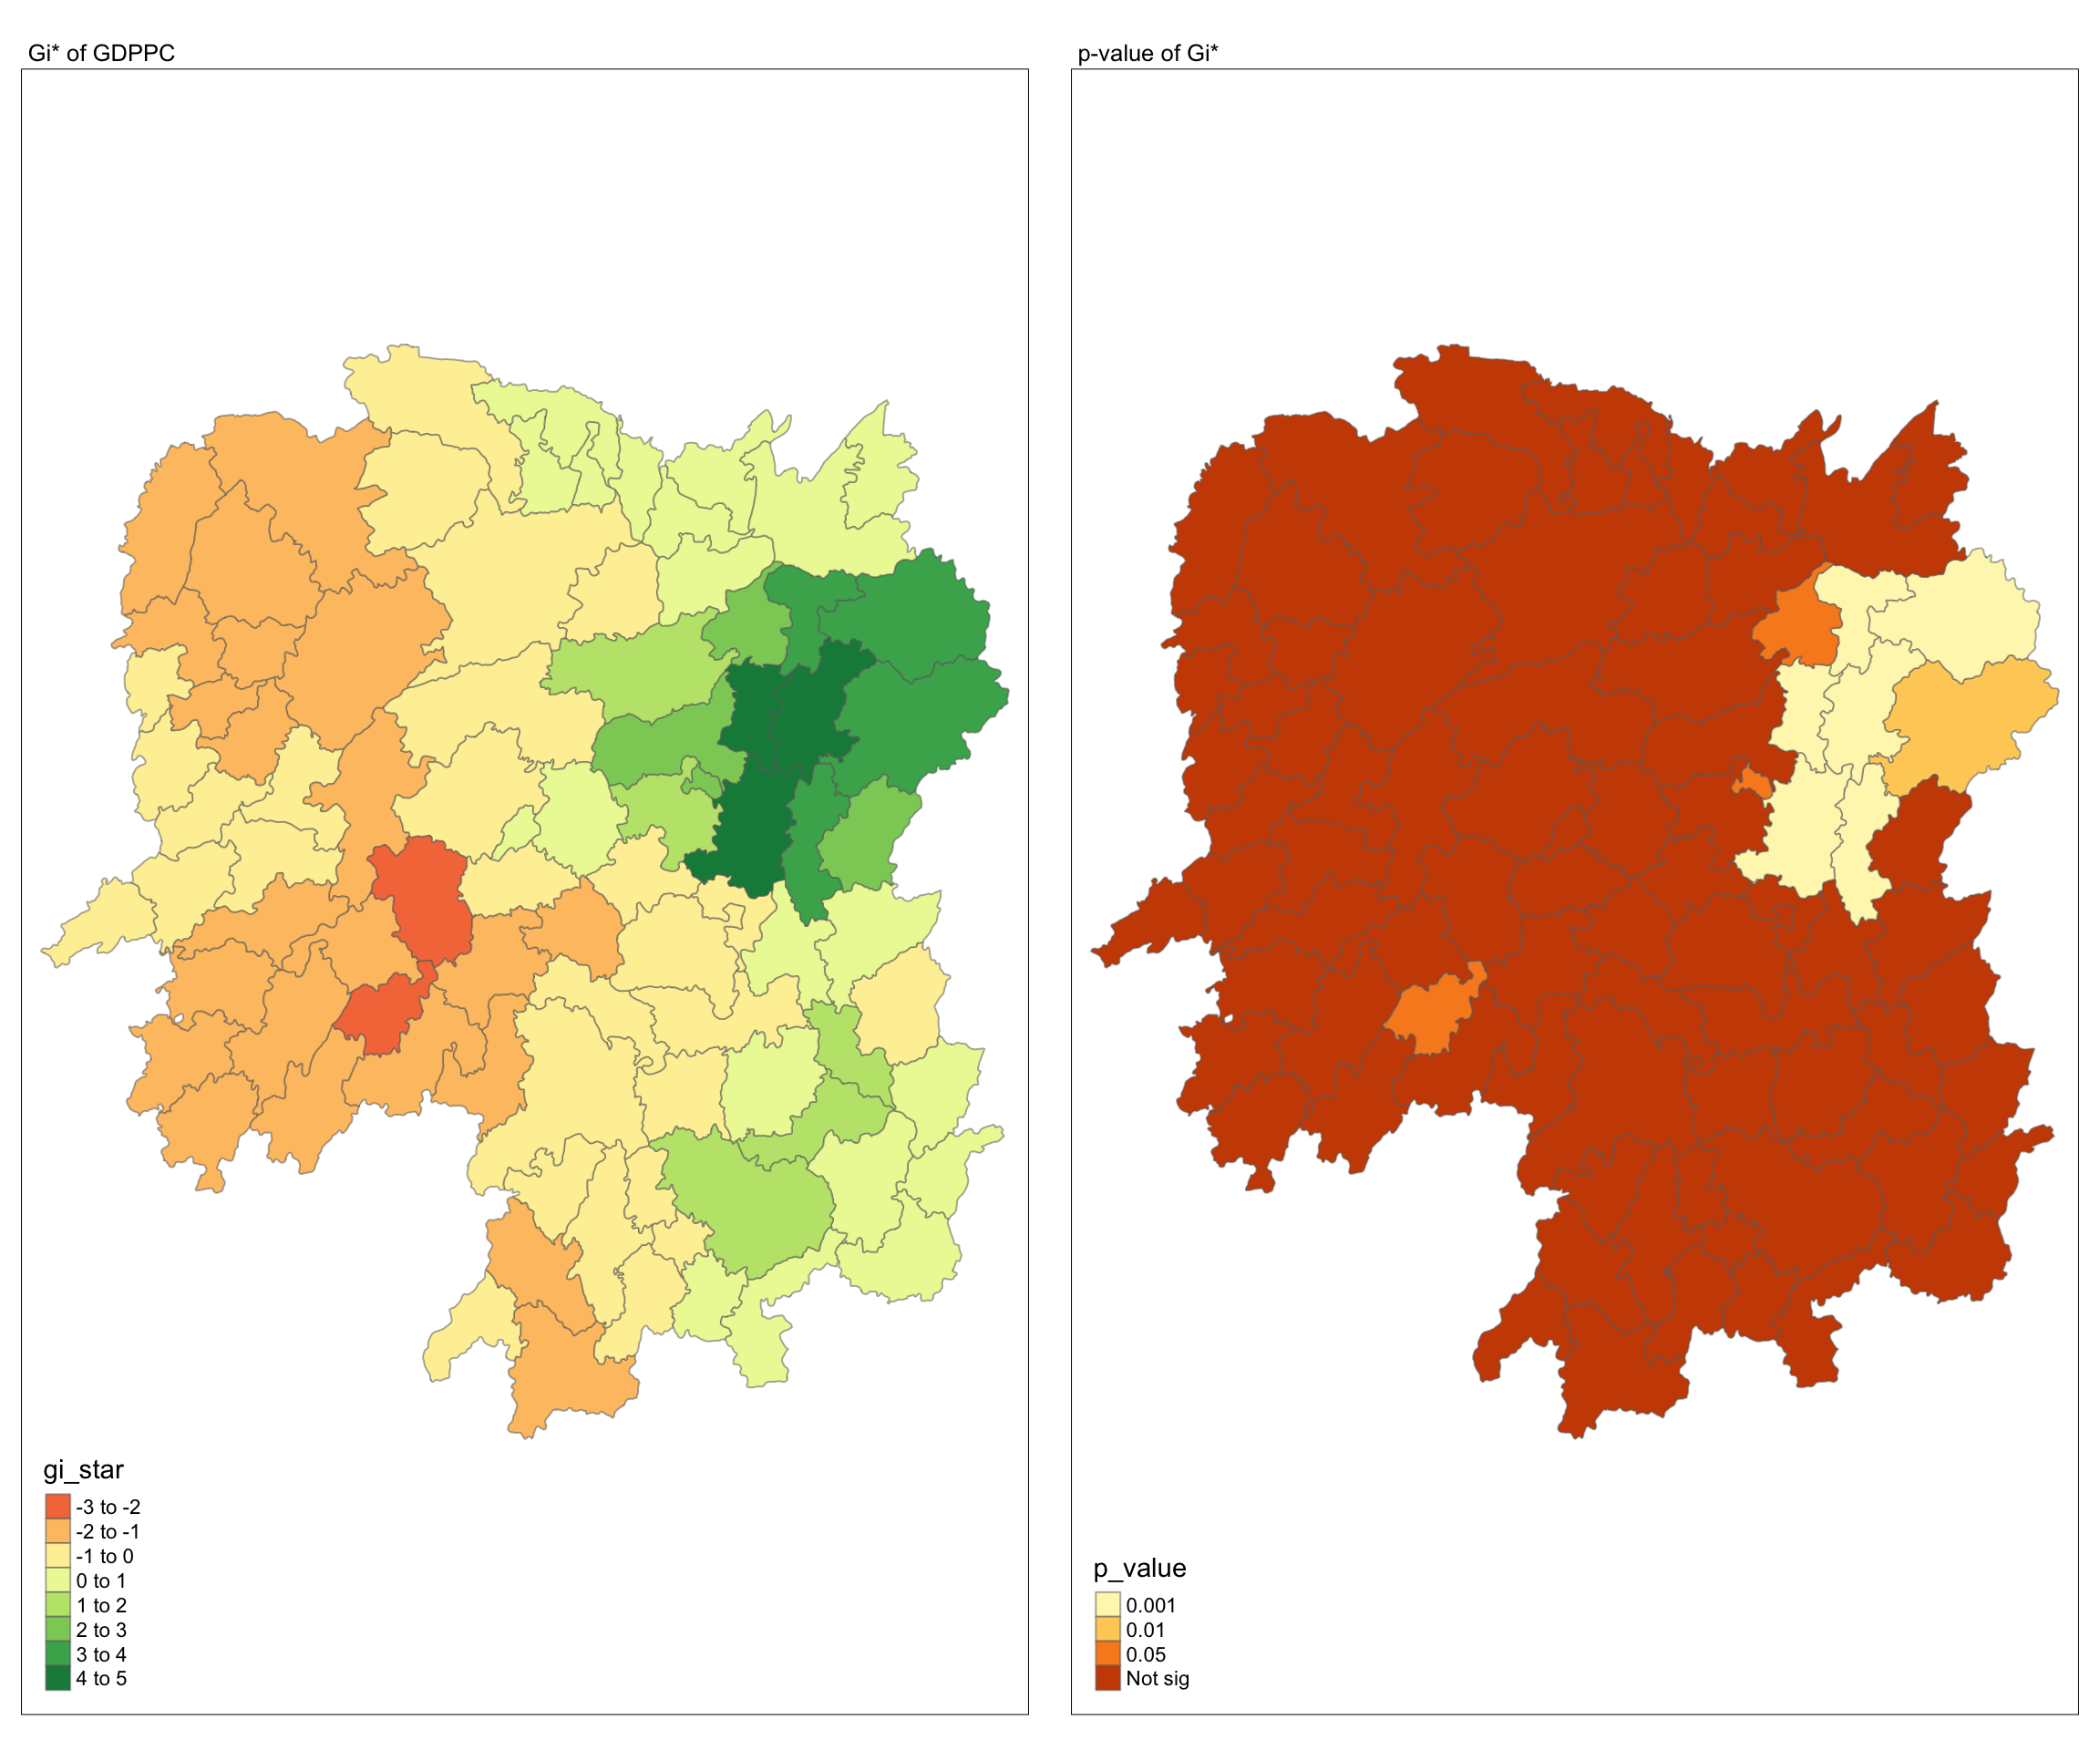 Gi* of GDPPC
gi_star
-3 to -2
-2 to -1
-1 to 0
0 to 1
1 to 2
2 to 3
3 to 4
4 to 5
p-value of Gi*
p_value
0.001
0.01
0.05
Not sig